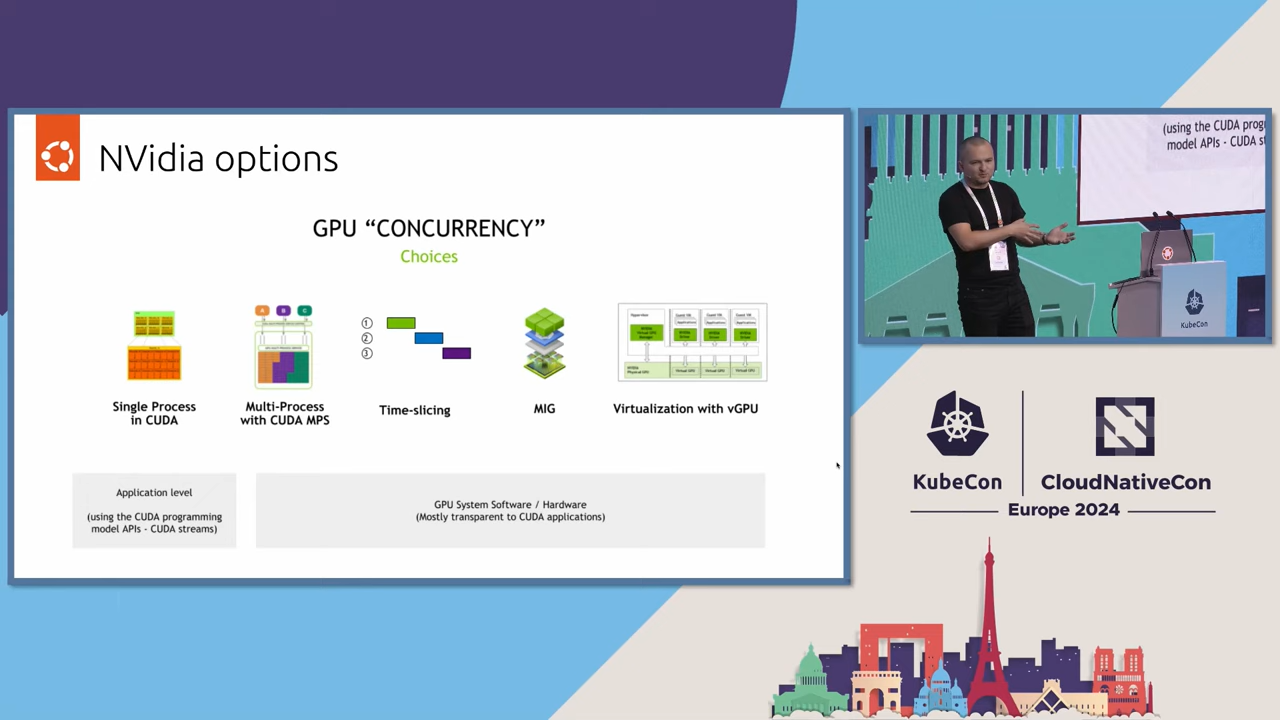 NVidia options
GPU “CONCURRENCY”
Choices
A B C
1
2
3
Single Process
in CUDA
Multi-Process
with CUDA MPS
Time-slicing
MIG
Virtualization with vGPU
Application level
(using the CUDA programming
model APIs - CUDA streams)
GPU System Software / Hardware
(Mostly transparent to CUDA applications)
(using the CUDA prog
model APIs - CUDA s
KubeCon
KubeCon
CloudNativeCon
Europe 2024